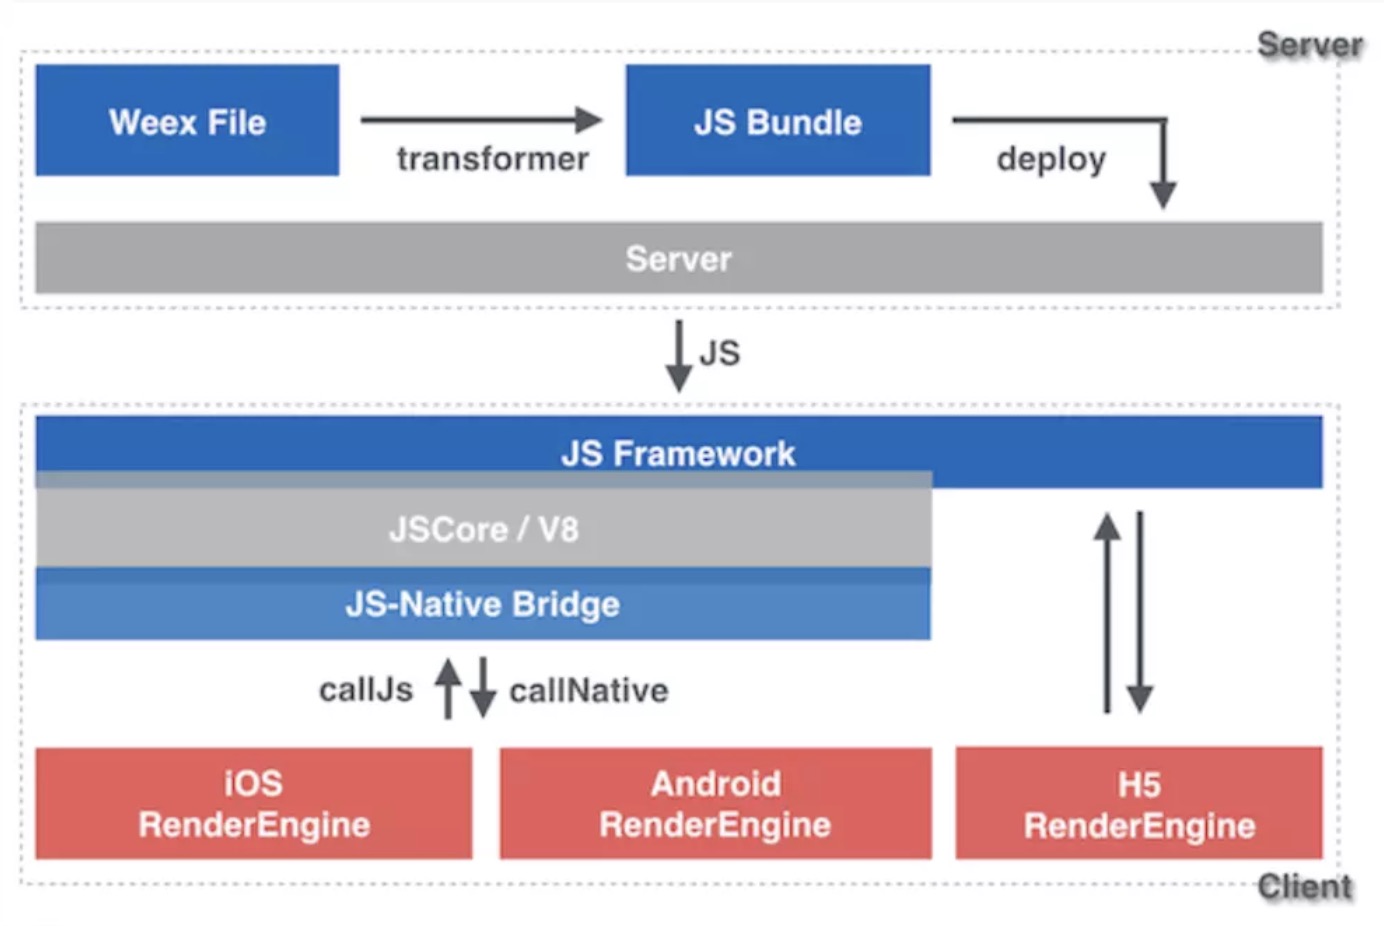 Server
Weex File
transformer
JS Bundle
deploy
Server
JS
JS Framework
JSCore / V8
JS-Native Bridge
callJs
callNative
iOS
RenderEngine
Android
RenderEngine
H5
RenderEngine
Client